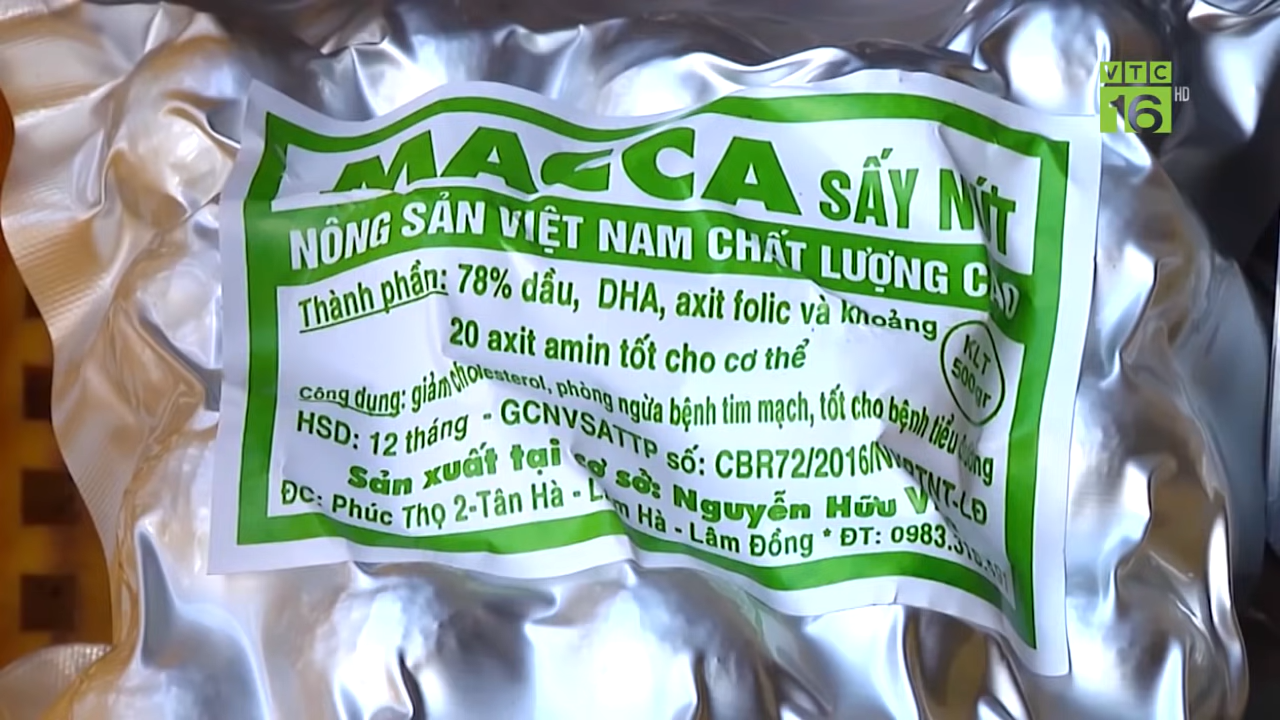 VTC
16 HD
MACCA SẤY NỨT
NÔNG SẢN VIỆT NAM CHẤT LƯỢNG CAO
Thành phần: 78% dầu, DHA, axit folic và khoảng
20 axit amin tốt cho cơ thể
KLT
500gr
Công dụng: giảm cholesterol, phòng ngừa bệnh tim mạch, tốt cho bệnh tiểu đường
HSD: 12 tháng - GCNVSATTP số: CBR72/2016/
Sản xuất tại cơ sở: Nguyễn Hữu
ĐC: Phúc Thọ 2-Tân Hà - Lâm Hà - Lâm Đồng * ĐT: 0983.